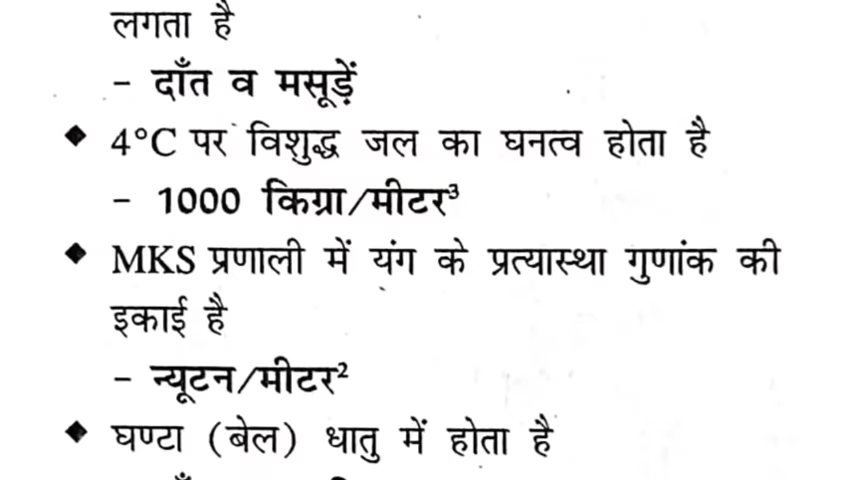 लगता है
– दाँत व मसूड़ें
◆ 4°C पर विशुद्ध जल का घनत्व होता है
– 1000 किग्रा/मीटर³
◆ MKS प्रणाली में यंग के प्रत्यास्था गुणांक की
इकाई है
– न्यूटन/मीटर²
◆ घण्टा (बेल) धातु में होता है